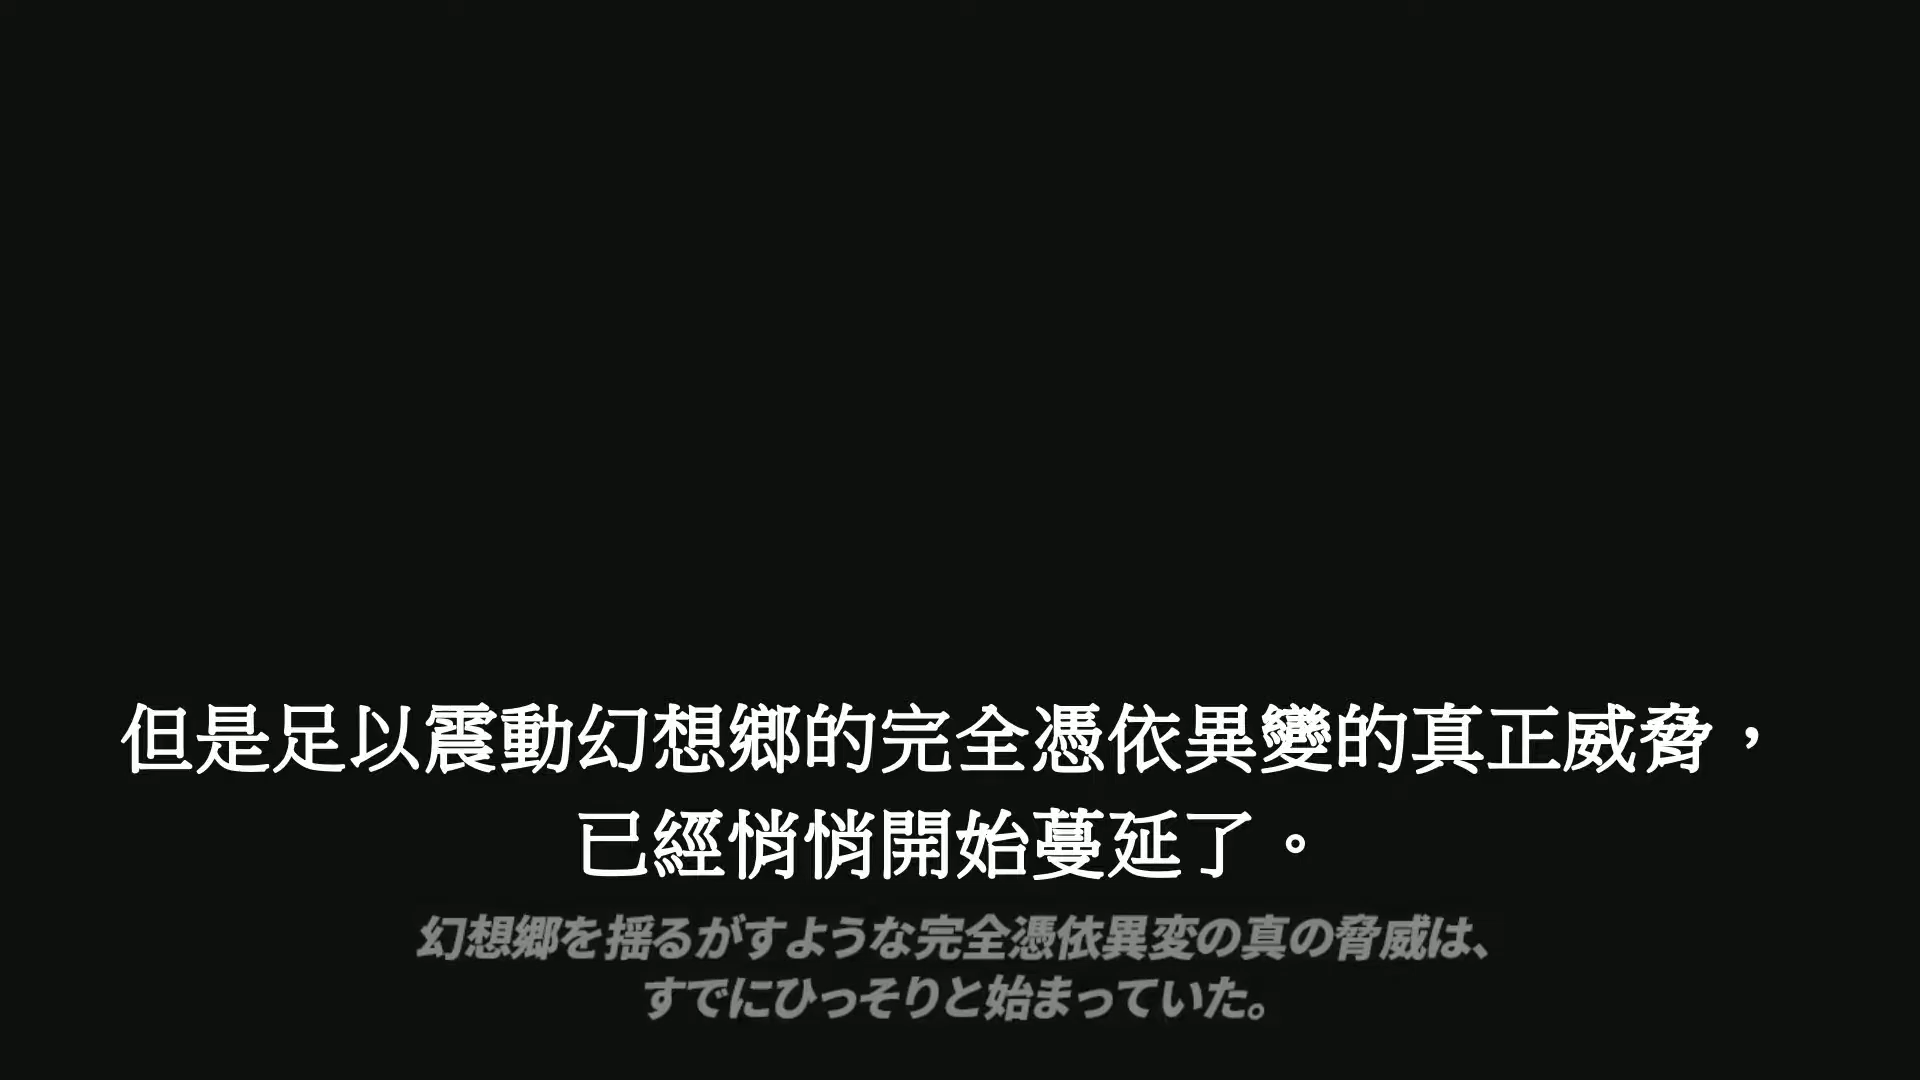 但是足以震動幻想鄉的完全憑依異變的真正威脅，
已經悄悄開始蔓延了。
幻想郷を揺るがすような完全憑依異変の真の脅威は、
すでにひっそりと始まっていた。